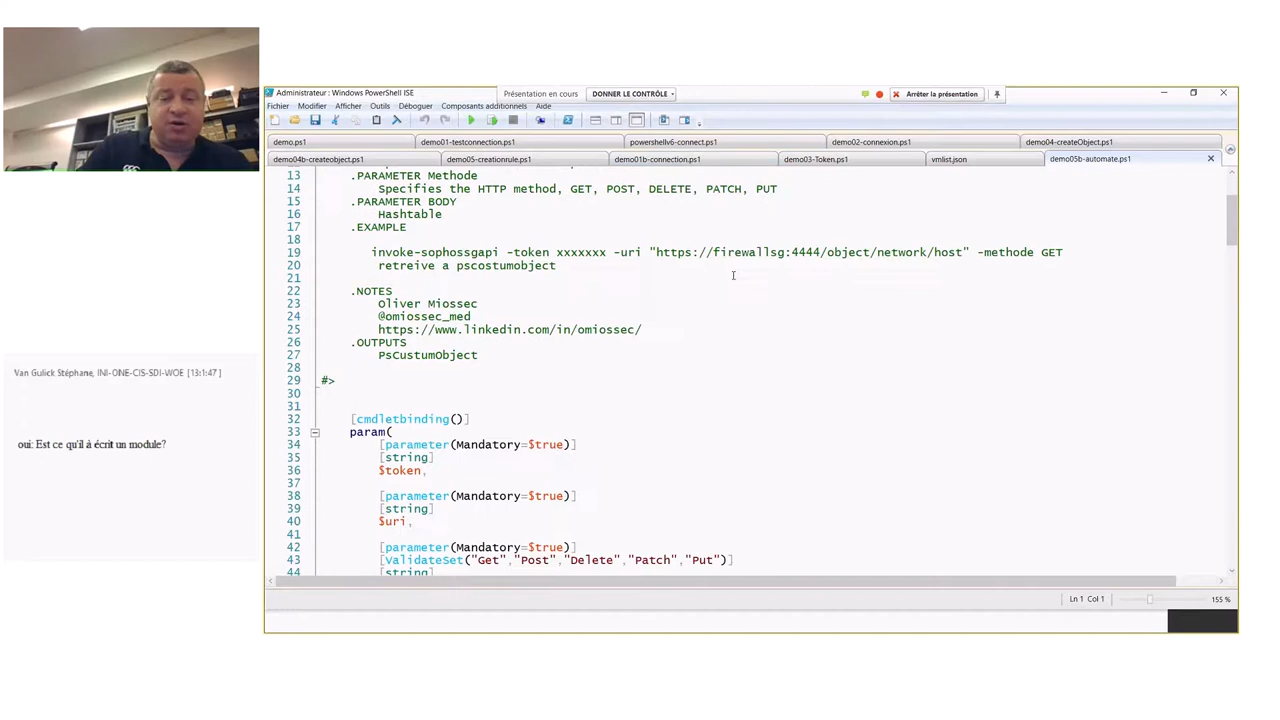 Administrateur : Windows PowerShell ISE
Présentation en cours
DONNER LE CONTRÔLE
Arrêter la présentation
Fichier Modifier Afficher Outils Déboguer Composants additionnels Aide
demo.ps1 demo01-testconnection.ps1 powershellv6-connect.ps1 demo02-connexion.ps1 demo04-createObject.ps1
demo04b-createobject.ps1 demo05-creationrule.ps1 demo01b-connection.ps1 demo03-Token.ps1 vmlist.json demo05b-automate.ps1
13 .PARAMETER Methode
14 Specifies the HTTP method, GET, POST, DELETE, PATCH, PUT
15 .PARAMETER BODY
16 Hashtable
17 .EXAMPLE
18
19 invoke-sophossgapi -token xxxxxxx -uri "https://firewallsg:4444/object/network/host" -methode GET
20 retreive a pscostumobject
21
22 .NOTES
23 Oliver Miossec
24 @omiossec_med
25 https://www.linkedin.com/in/omiossec/
26 .OUTPUTS
27 PsCustumObject
28
29 #>
30
31
32 [cmdletbinding()]
33 param(
34 [parameter(Mandatory=$true)]
35 [string]
36 $token,
37
38 [parameter(Mandatory=$true)]
39 [string]
40 $uri,
41
42 [parameter(Mandatory=$true)]
43 [validateSet("Get","Post","Delete","Patch","Put")]
44 [string]
Ln 1 Col 1
155 %
Van Gulick Stéphane, INI-ONE-CIS-SDI-WOE [13:1:47 ]
oui: Est ce qu'il à écrit un module?